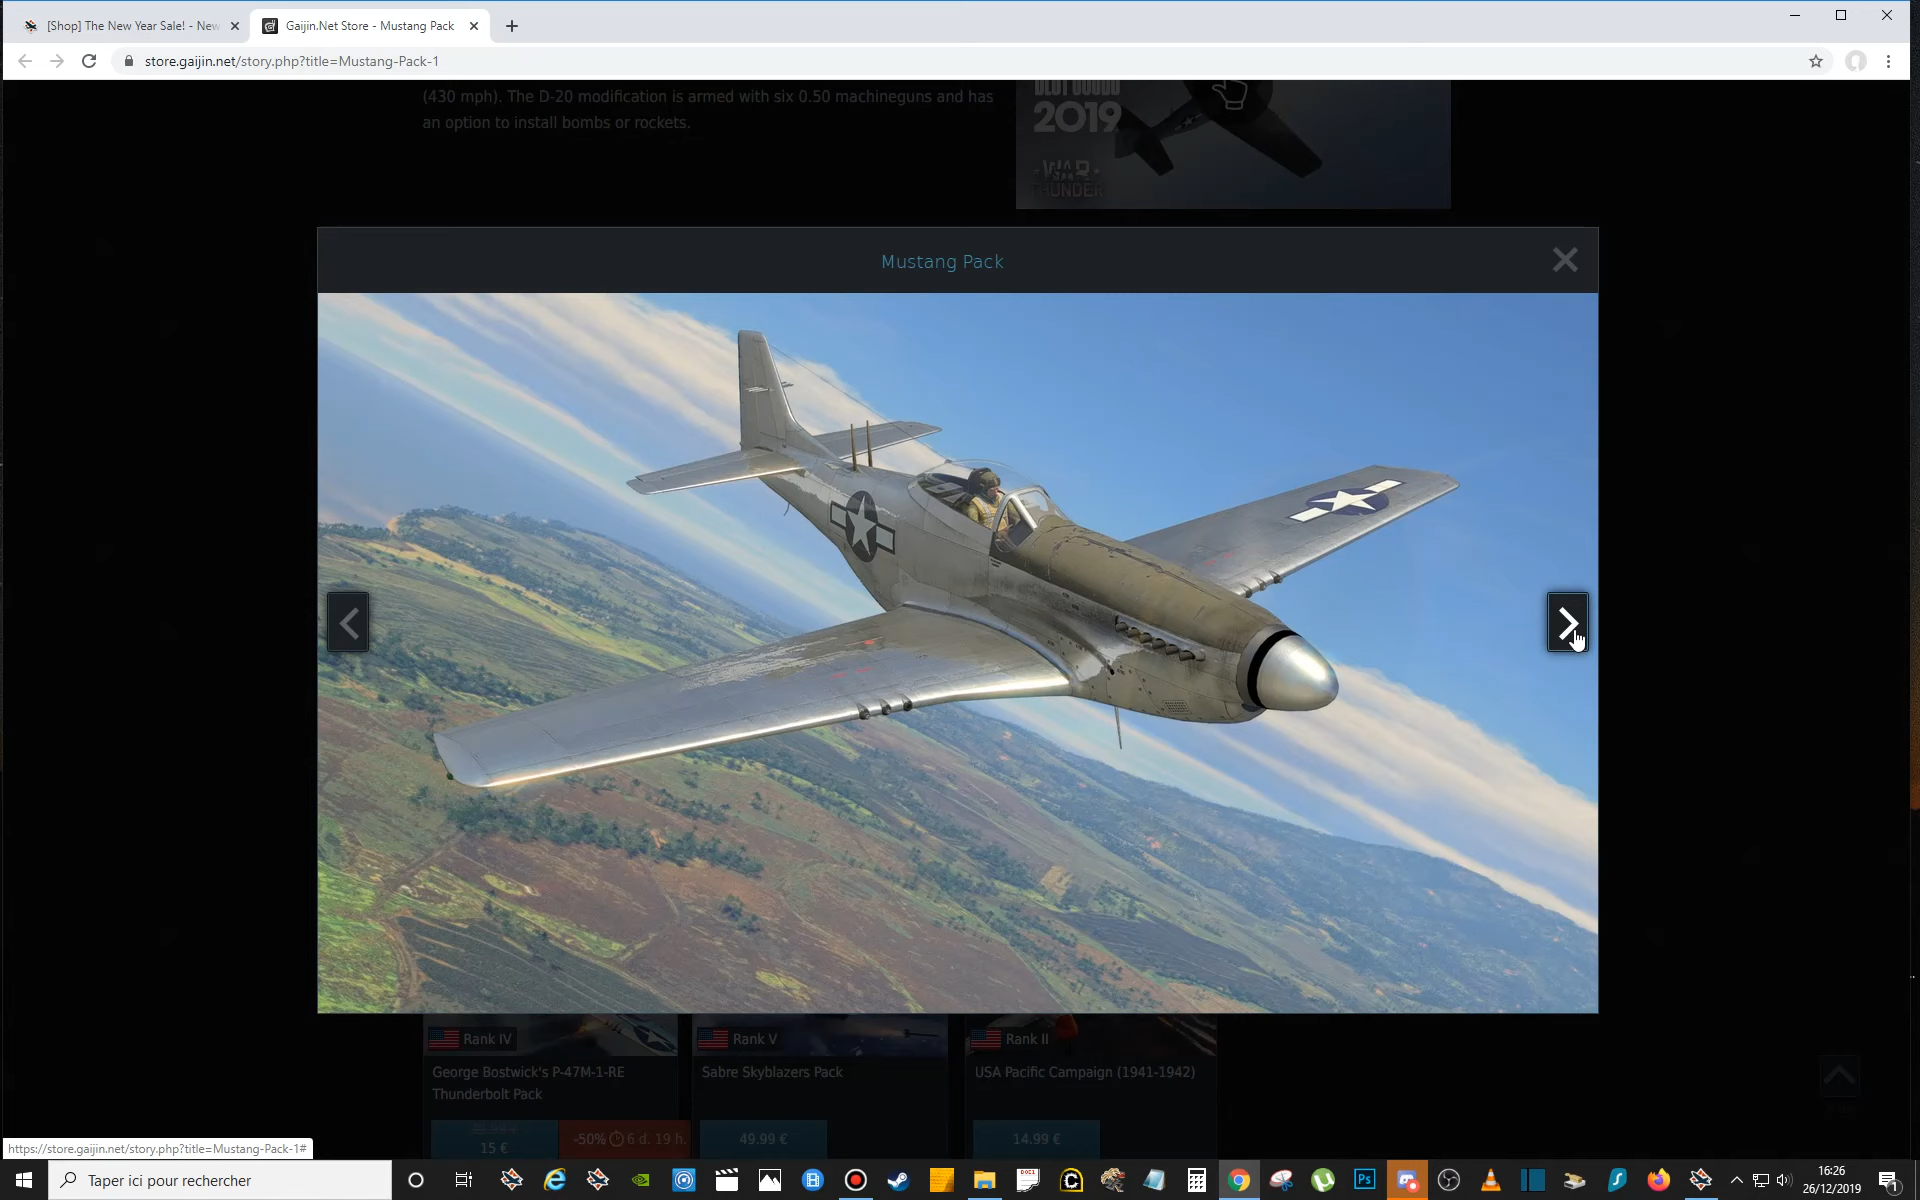 [Shop] The New Year Sale! - New
Gaijin.Net Store - Mustang Pack
store.gaijin.net/story.php?title=Mustang-Pack-1
(430 mph). The D-20 modification is armed with six 0.50 machineguns and has
an option to install bombs or rockets.
2019
WAR
THUNDER
Mustang Pack
Rank IV
George Bostwick's P-47M-1-RE
Thunderbolt Pack
15 €
-50% 6 d. 19 h.
Rank V
Sabre Skyblazers Pack
49.99 €
Rank II
USA Pacific Campaign (1941-1942)
14.99 €
https://store.gaijin.net/story.php?title=Mustang-Pack-1#
Taper ici pour rechercher
16:26
26/12/2019
1